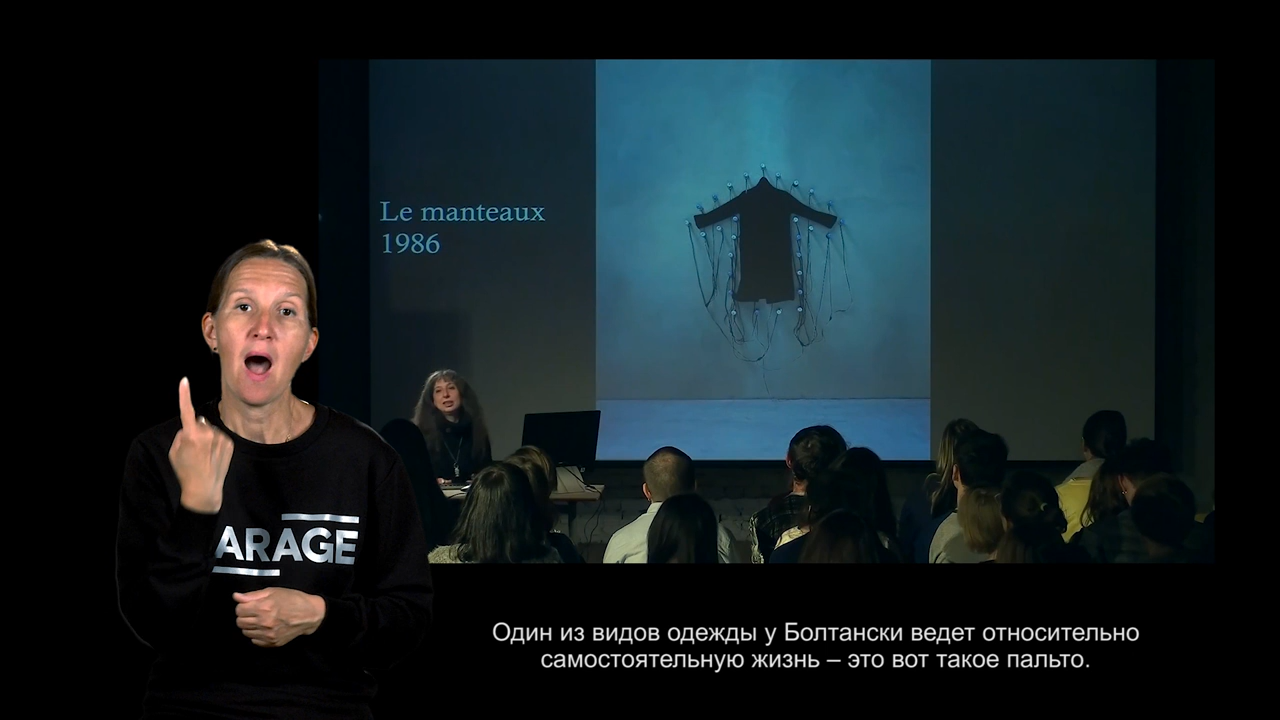 Le manteaux
1986
ARAGE
Один из видов одежды у Болтански ведет относительно
самостоятельную жизнь – это вот такое пальто.